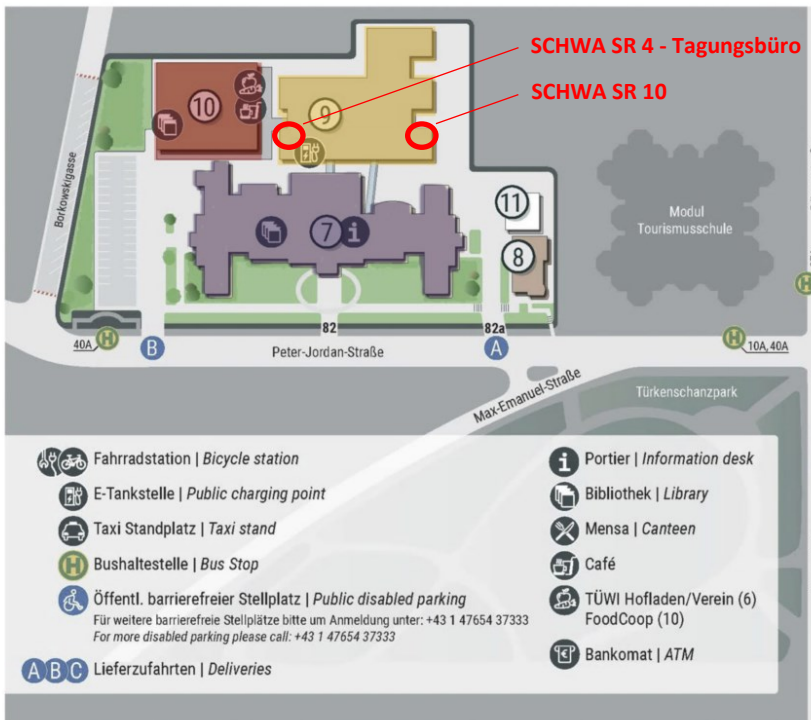 SCHWA SR 4 - Tagungsbüro
SCHWA SR 10
10
9
7
11
8
Borkowskigasse
Modul
Tourismusschule
82
82a
40A
H
B
Peter-Jordan-Straße
A
H
10A, 40A
H
Max-Emanuel-Straße
Türkenschanzpark
Fahrradstation | Bicycle station
E-Tankstelle | Public charging point
Taxi Standplatz | Taxi stand
H Bushaltestelle | Bus Stop
Öffentl. barrierefreier Stellplatz | Public disabled parking
Für weitere barrierefreie Stellplätze bitte um Anmeldung unter: +43 1 47654 37333
For more disabled parking please call: +43 1 47654 37333
A B C Lieferzufahrten | Deliveries
i Portier | Information desk
Bibliothek | Library
Mensa | Canteen
Café
TÜWI Hofladen/Verein (6)
FoodCoop (10)
Bankomat | ATM